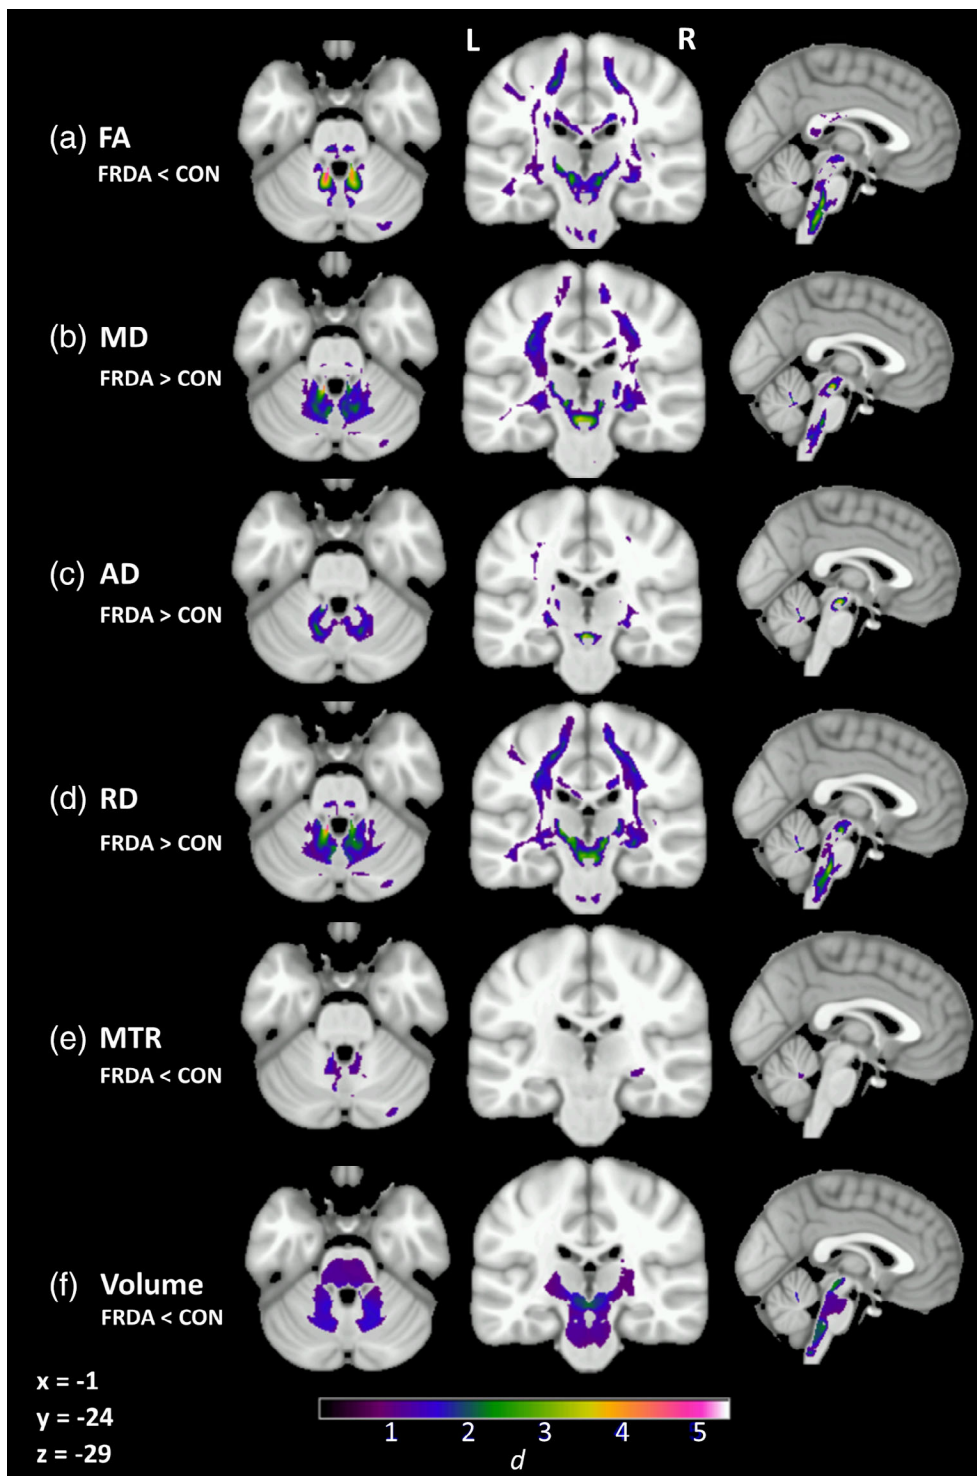 L R
(a) FA
FRDA < CON
(b) MD
FRDA > CON
(c) AD
FRDA > CON
(d) RD
FRDA > CON
(e) MTR
FRDA < CON
(f) Volume
FRDA < CON
x = -1
y = -24
z = -29
1 2 3 4 5
d